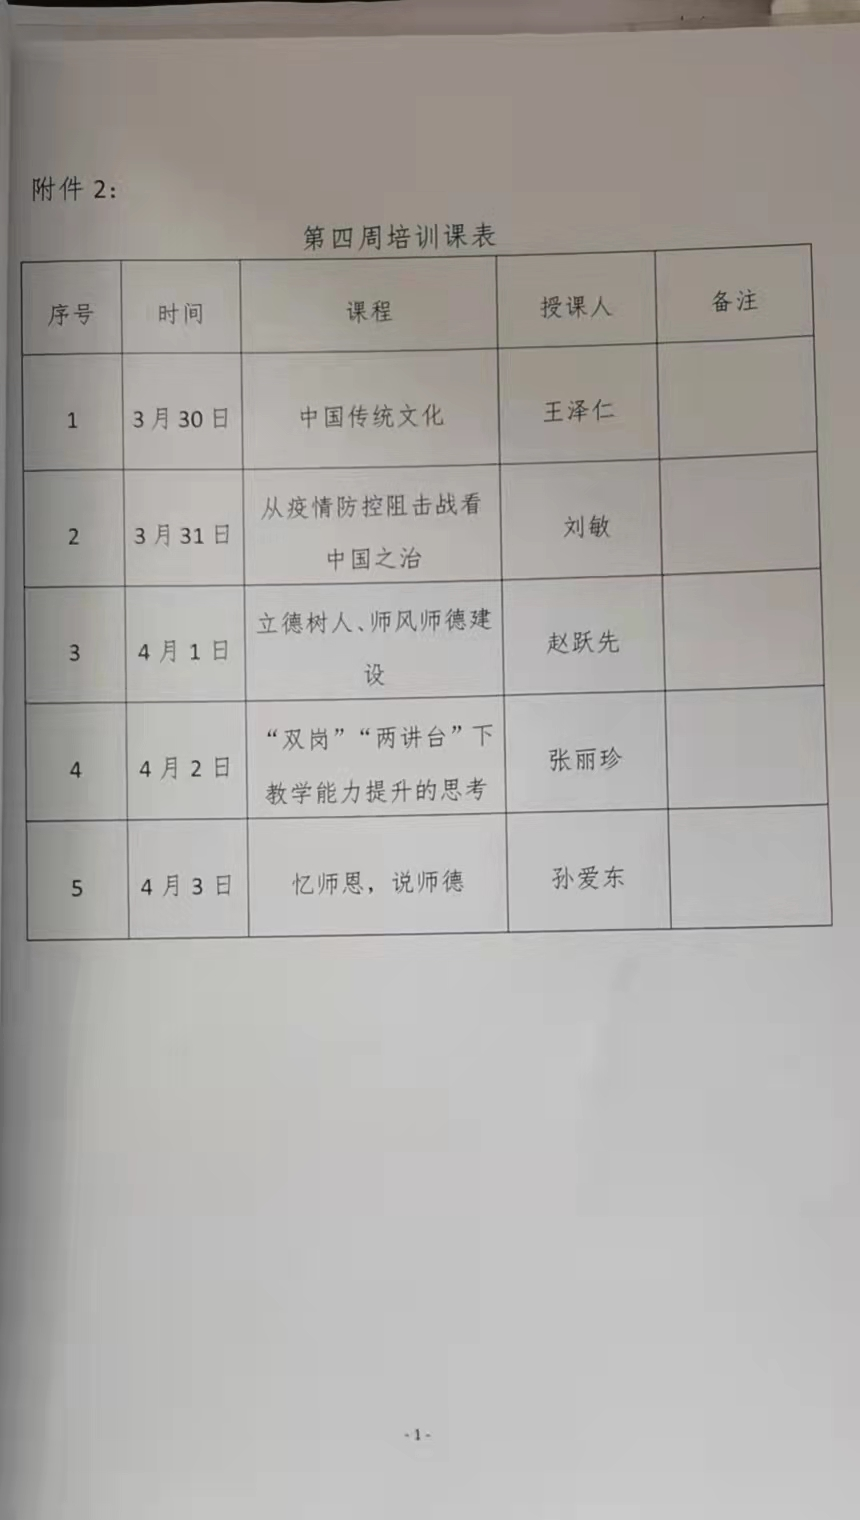 附件 2：
第四周培训课表
序号 时间 课程 授课人 备注
1 3 月 30 日 中国传统文化 王泽仁
2 3 月 31 日 从疫情防控阻击战看
中国之治 刘敏
3 4 月 1 日 立德树人、师风师德建
设 赵跃先
4 4 月 2 日 “双岗”“两讲台”下
教学能力提升的思考 张丽珍
5 4 月 3 日 忆师恩，说师德 孙爱东
- 1 -